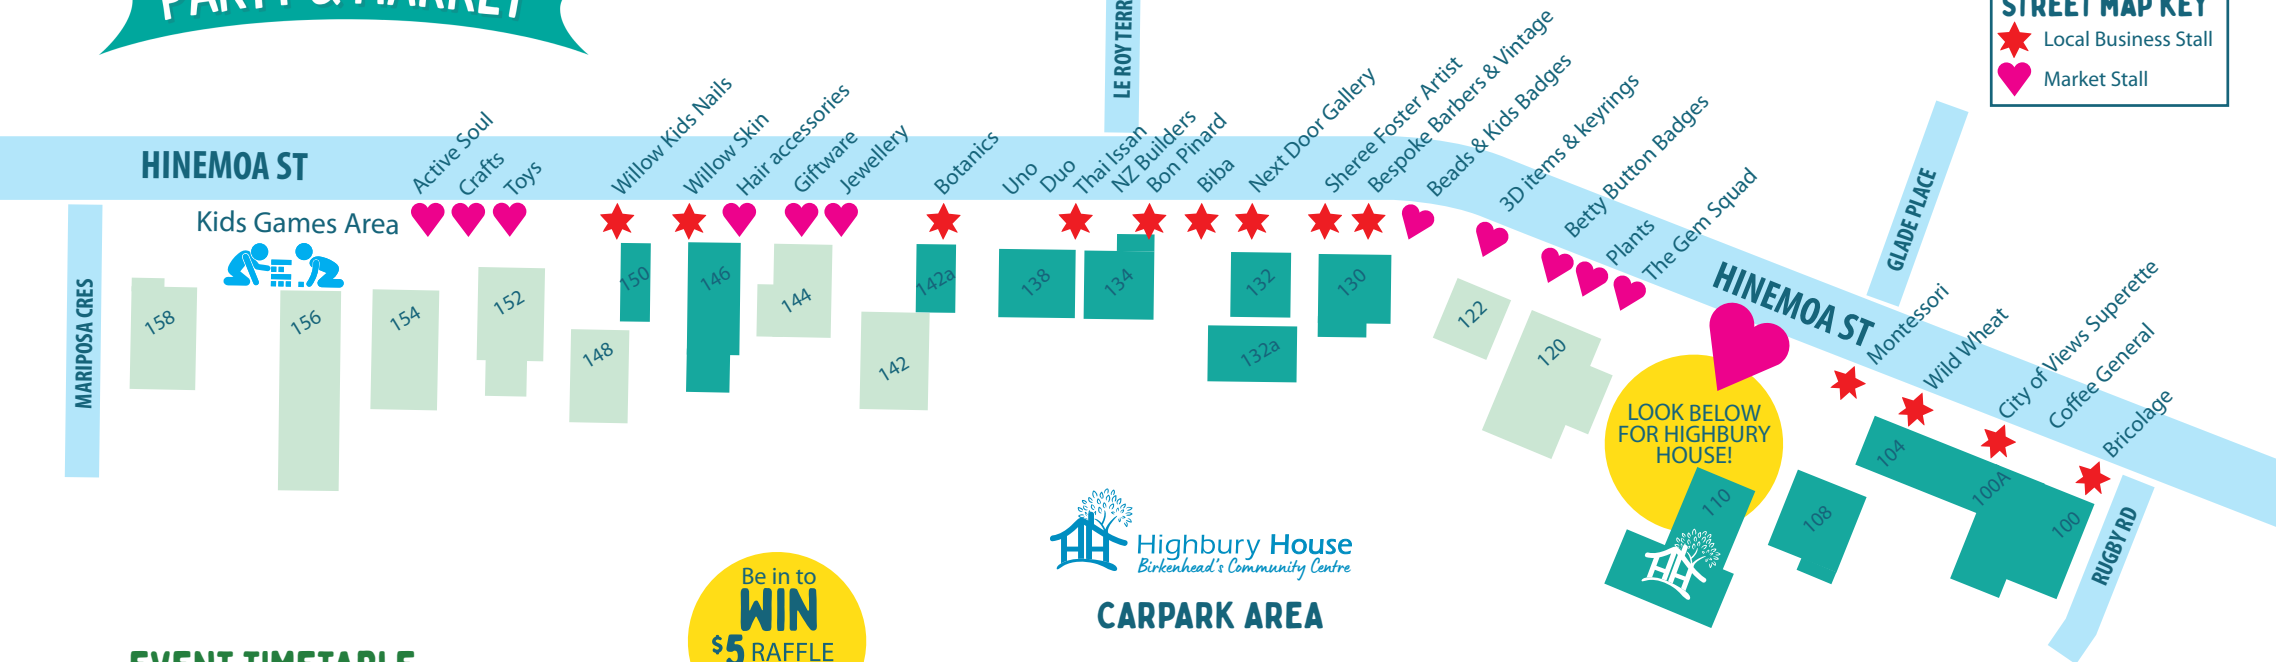 PARTY & MARKET
STREET MAP KEY
Local Business Stall
Market Stall
LE ROY TERR
HINEMOA ST
Active Soul
Crafts
Toys
Willow Kids Nails
Willow Skin
Hair accessories
Giftware
Jewellery
Botanics
Uno
Duo
Thai Issan
NZ Builders
Bon Pinard
Biba
Next Door Gallery
Sheree Foster Artist
Bespoke Barbers & Vintage
Beads & Kids Badges
3D items & keyrings
Betty Button Badges
Plants
The Gem Squad
GLADE PLACE
HINEMOA ST
Montessori
Wild Wheat
City of Views Superette
Coffee General
Bricolage
Kids Games Area
MARIPOSA CRES
158
156
154
152
148
150
146
144
142
142a
138
134
132
132a
130
122
120
LOOK BELOW
FOR HIGHBURY
HOUSE!
110
108
104
100A
100
RUGBY RD
Highbury House
Birkenhead's Community Centre
CARPARK AREA
Be in to
WIN
$5 RAFFLE
EVENT TIMETABLE